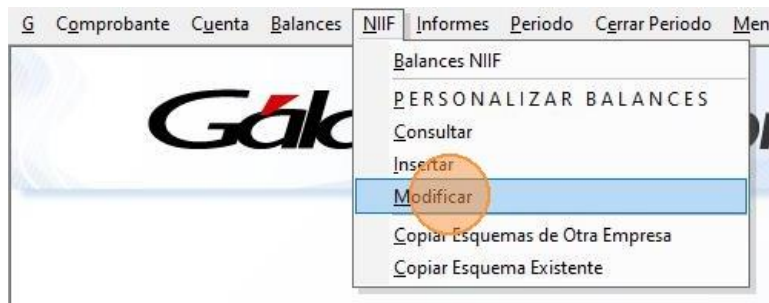 G Comprobante Cuenta Balances NIIF Informes Periodo Cerrar Periodo
Balances NIIF
PERSONALIZAR BALANCES
Consultar
Insertar
Modificar
Copiar Esquemas de Otra Empresa
Copiar Esquema Existente